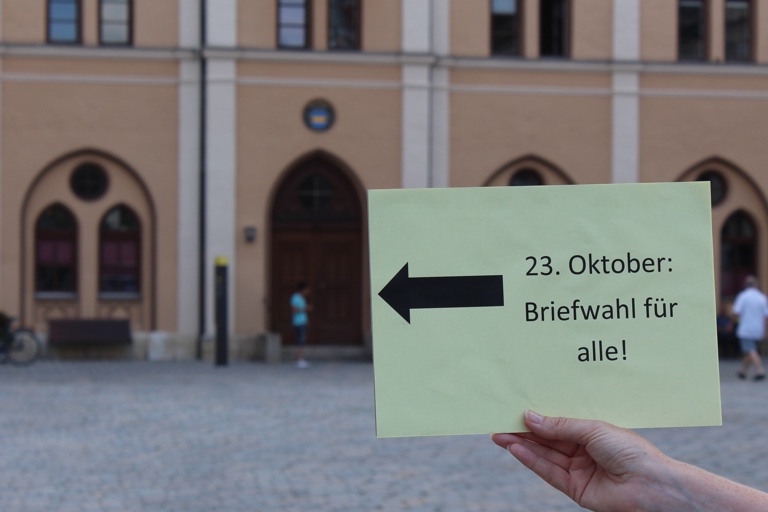 23. Oktober:
Briefwahl für
alle!